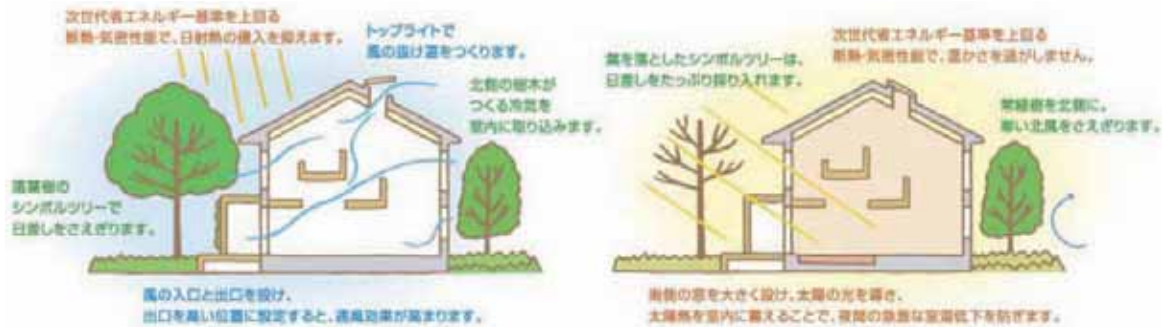 次世代省エネルギー基準を上回る
断熱・気密性能で、日射熱の侵入を抑えます。
トップライトで
風の抜け道をつくります。
北側の樹木が
つくる冷気を
室内に取り込みます。
落葉樹の
シンボルツリーで
日差しをさえぎります。
風の入口と出口を設け、
出口を高い位置に設定すると、通風効果が高まります。
葉を落としたシンボルツリーは、
日差しをたっぷり採り入れます。
次世代省エネルギー基準を上回る
断熱・気密性能で、温かさを逃がしません。
常緑樹を北側に。
寒い北風をさえぎります。
南側の窓を大きく設け、太陽の光を導き、
太陽熱を室内に蓄えることで、夜間の急激な室温低下を防ぎます。